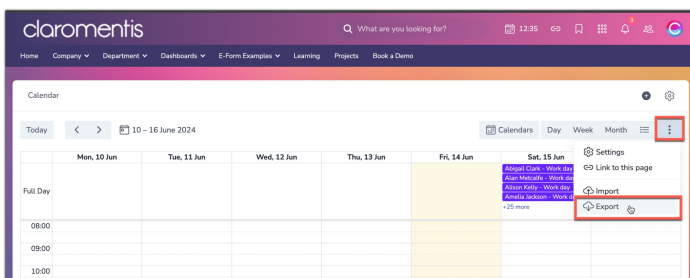 claromentis
What are you looking for?
12:35
3
Home Company Department Dashboards E-Form Examples Learning Projects Book a Demo
Calendar
Today 10 – 16 June 2024 Calendars Day Week Month
Mon, 10 Jun Tue, 11 Jun Wed, 12 Jun Thu, 13 Jun Fri, 14 Jun Sat, 15 Jun
Settings
Link to this page
Import
Export
Full Day
Abigail Clark - Work day
Alan Metcalfe - Work day
Alison Kelly - Work day
Amelia Jackson - Work d
+25 more
08:00
09:00
10:00